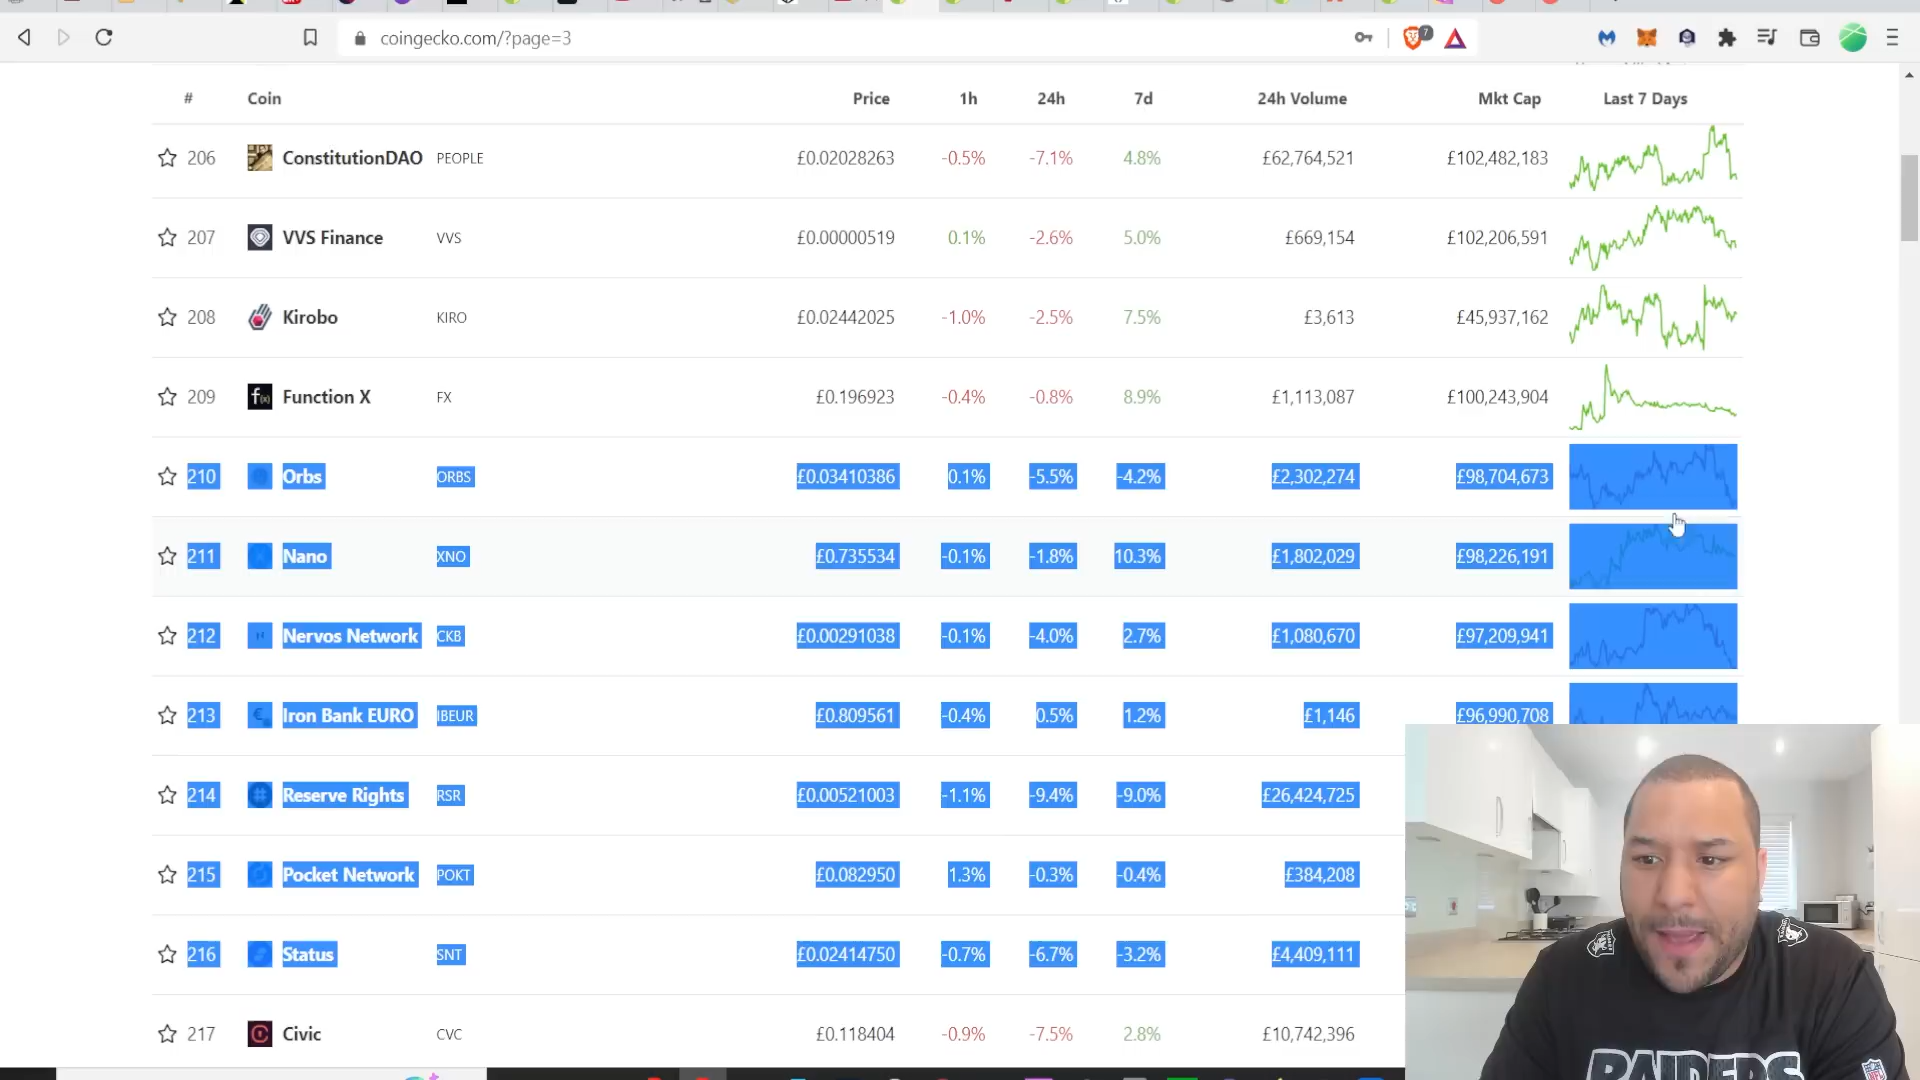 coingecko.com/?page=3
7
# Coin Price 1h 24h 7d 24h Volume Mkt Cap Last 7 Days
206 ConstitutionDAO PEOPLE £0.02028263 -0.5% -7.1% 4.8% £62,764,521 £102,482,183
207 VVS Finance VVS £0.00000519 0.1% -2.6% 5.0% £669,154 £102,206,591
208 Kirobo KIRO £0.02442025 -1.0% -2.5% 7.5% £3,613 £45,937,162
209 f(x) Function X FX £0.196923 -0.4% -0.8% 8.9% £1,113,087 £100,243,904
210 Orbs ORBS £0.03410386 0.1% -5.5% -4.2% £2,302,274 £98,704,673
211 Nano XNO £0.735534 -0.1% -1.8% 10.3% £1,802,029 £98,226,191
212 Nervos Network CKB £0.00291038 -0.1% -4.0% 2.7% £1,080,670 £97,209,941
213 Iron Bank EURO IBEUR £0.809561 -0.4% 0.5% 1.2% £1,146 £96,990,708
214 Reserve Rights RSR £0.00521003 -1.1% -9.4% -9.0% £26,424,725
215 Pocket Network POKT £0.082950 1.3% -0.3% -0.4% £384,208
216 Status SNT £0.02414750 -0.7% -6.7% -3.2% £4,409,111
217 Civic CVC £0.118404 -0.9% -7.5% 2.8% £10,742,396
RAIDERS
NFL